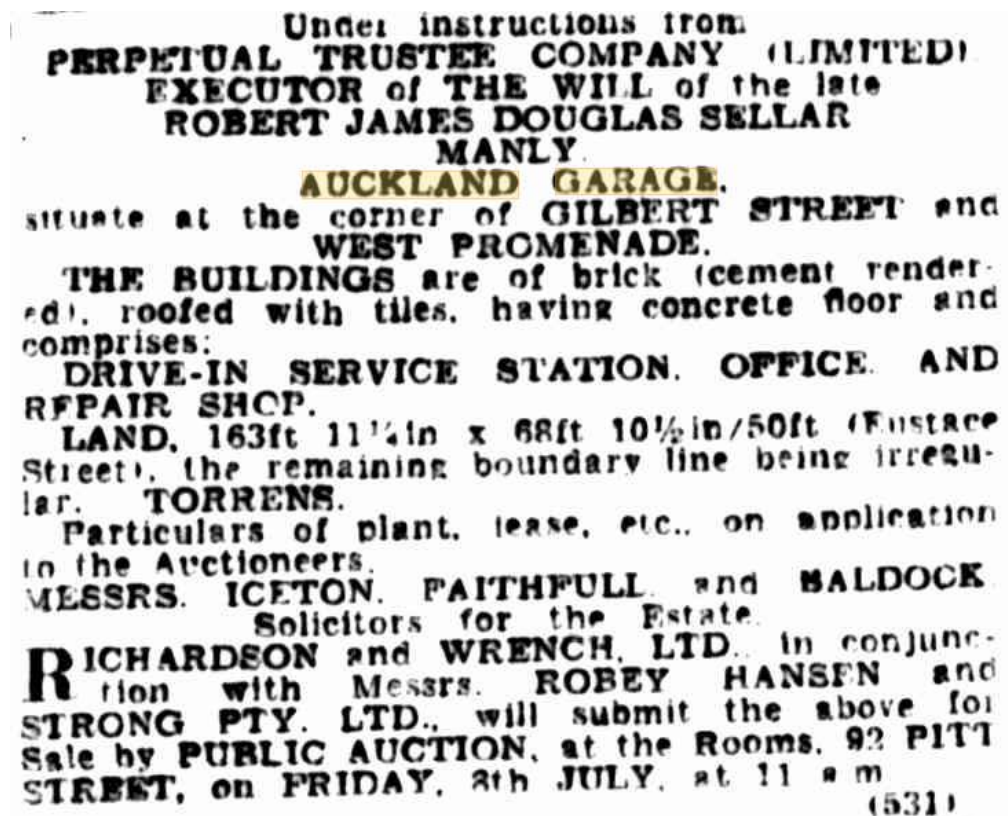 Under instructions from
PERPETUAL TRUSTEE COMPANY (LIMITED)
EXECUTOR of THE WILL of the late
ROBERT JAMES DOUGLAS SELLAR
MANLY.
AUCKLAND GARAGE,
situate at the corner of GILBERT STREET and
WEST PROMENADE.
THE BUILDINGS are of brick (cement render-
ed), roofed with tiles, having concrete floor and
comprises:
DRIVE-IN SERVICE STATION, OFFICE AND
REPAIR SHOP.
LAND, 163ft 11¼in x 68ft 10½in/50ft (Eustace
Street), the remaining boundary line being irregu-
lar. TORRENS.
Particulars of plant, lease, etc., on application
to the Auctioneers.
MESSRS. ICETON, FAITHFULL and BALDOCK
Solicitors for the Estate.
RICHARDSON and WRENCH, LTD., in conjunc-
tion with Messrs. ROBEY HANSEN and
STRONG PTY. LTD., will submit the above for
Sale by PUBLIC AUCTION, at the Rooms, 92 PITT
STREET, on FRIDAY, 8th JULY, at 11 a m
(531)